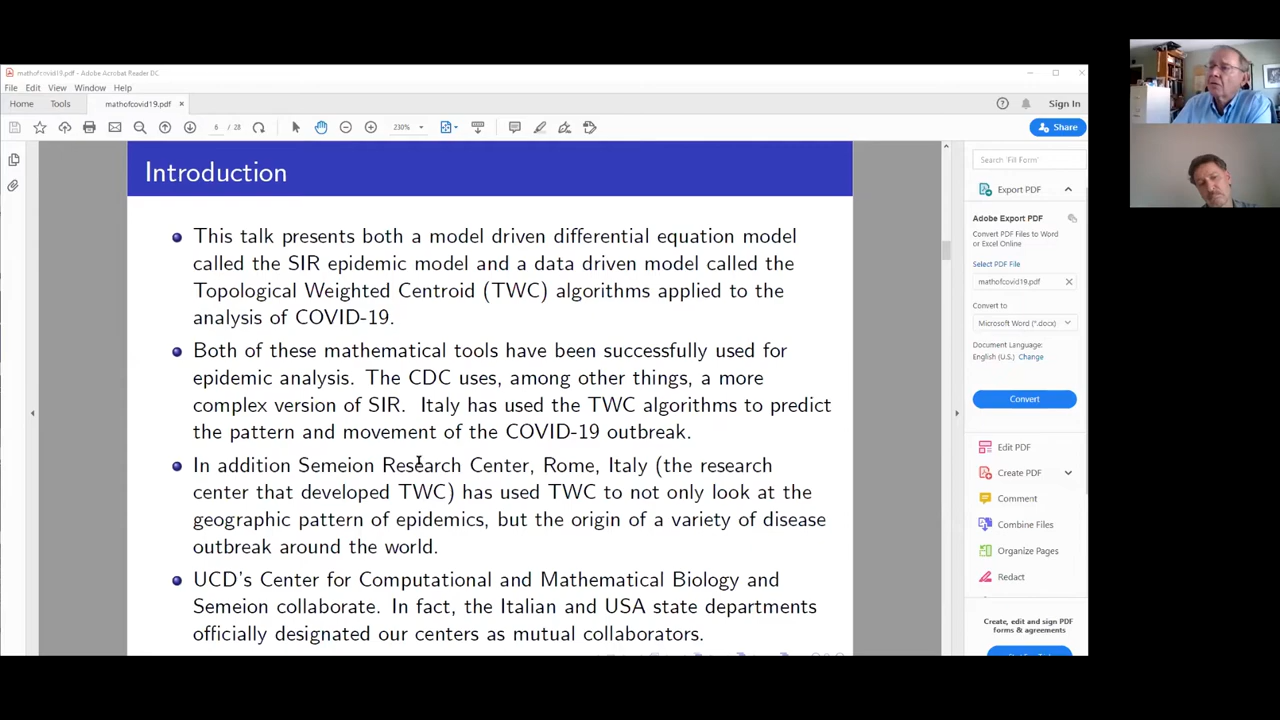 mathofcovid19.pdf - Adobe Acrobat Reader DC
File Edit View Window Help
Home Tools mathofcovid19.pdf × Sign In
6 / 28 230% Share
Introduction
This talk presents both a model driven differential equation model
called the SIR epidemic model and a data driven model called the
Topological Weighted Centroid (TWC) algorithms applied to the
analysis of COVID-19.
Both of these mathematical tools have been successfully used for
epidemic analysis. The CDC uses, among other things, a more
complex version of SIR. Italy has used the TWC algorithms to predict
the pattern and movement of the COVID-19 outbreak.
In addition Semeion Research Center, Rome, Italy (the research
center that developed TWC) has used TWC to not only look at the
geographic pattern of epidemics, but the origin of a variety of disease
outbreak around the world.
UCD's Center for Computational and Mathematical Biology and
Semeion collaborate. In fact, the Italian and USA state departments
officially designated our centers as mutual collaborators.
Search 'Fill Form'
Export PDF
Adobe Export PDF
Convert PDF Files to Word
or Excel Online
Select PDF File
mathofcovid19.pdf ×
Convert to
Microsoft Word (*.docx)
Document Language:
English (U.S.) Change
Convert
Edit PDF
Create PDF
Comment
Combine Files
Organize Pages
Redact
Create, edit and sign PDF
forms & agreements